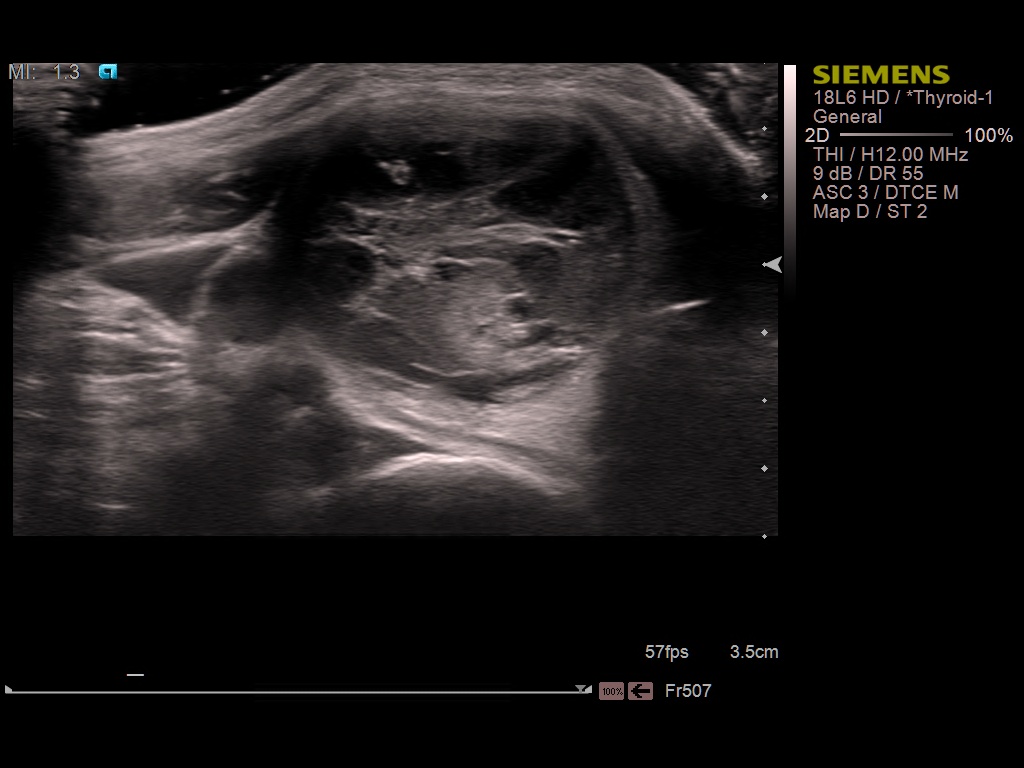 MI: 1.3
SIEMENS
18L6 HD / *Thyroid-1
General
2D 100%
THI / H12.00 MHz
9 dB / DR 55
ASC 3 / DTCE M
Map D / ST 2
57fps 3.5cm
100% Fr507